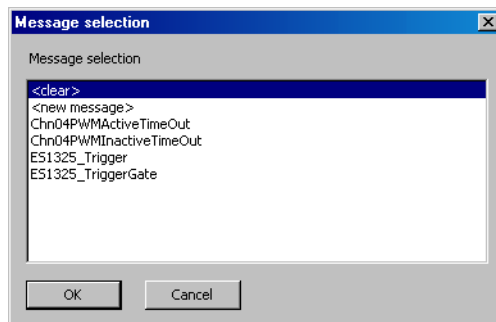 Message selection
Message selection
<clear>
<new message>
Chn04PWMActiveTimeOut
Chn04PWMInactiveTimeOut
ES1325_Trigger
ES1325_TriggerGate
OK
Cancel